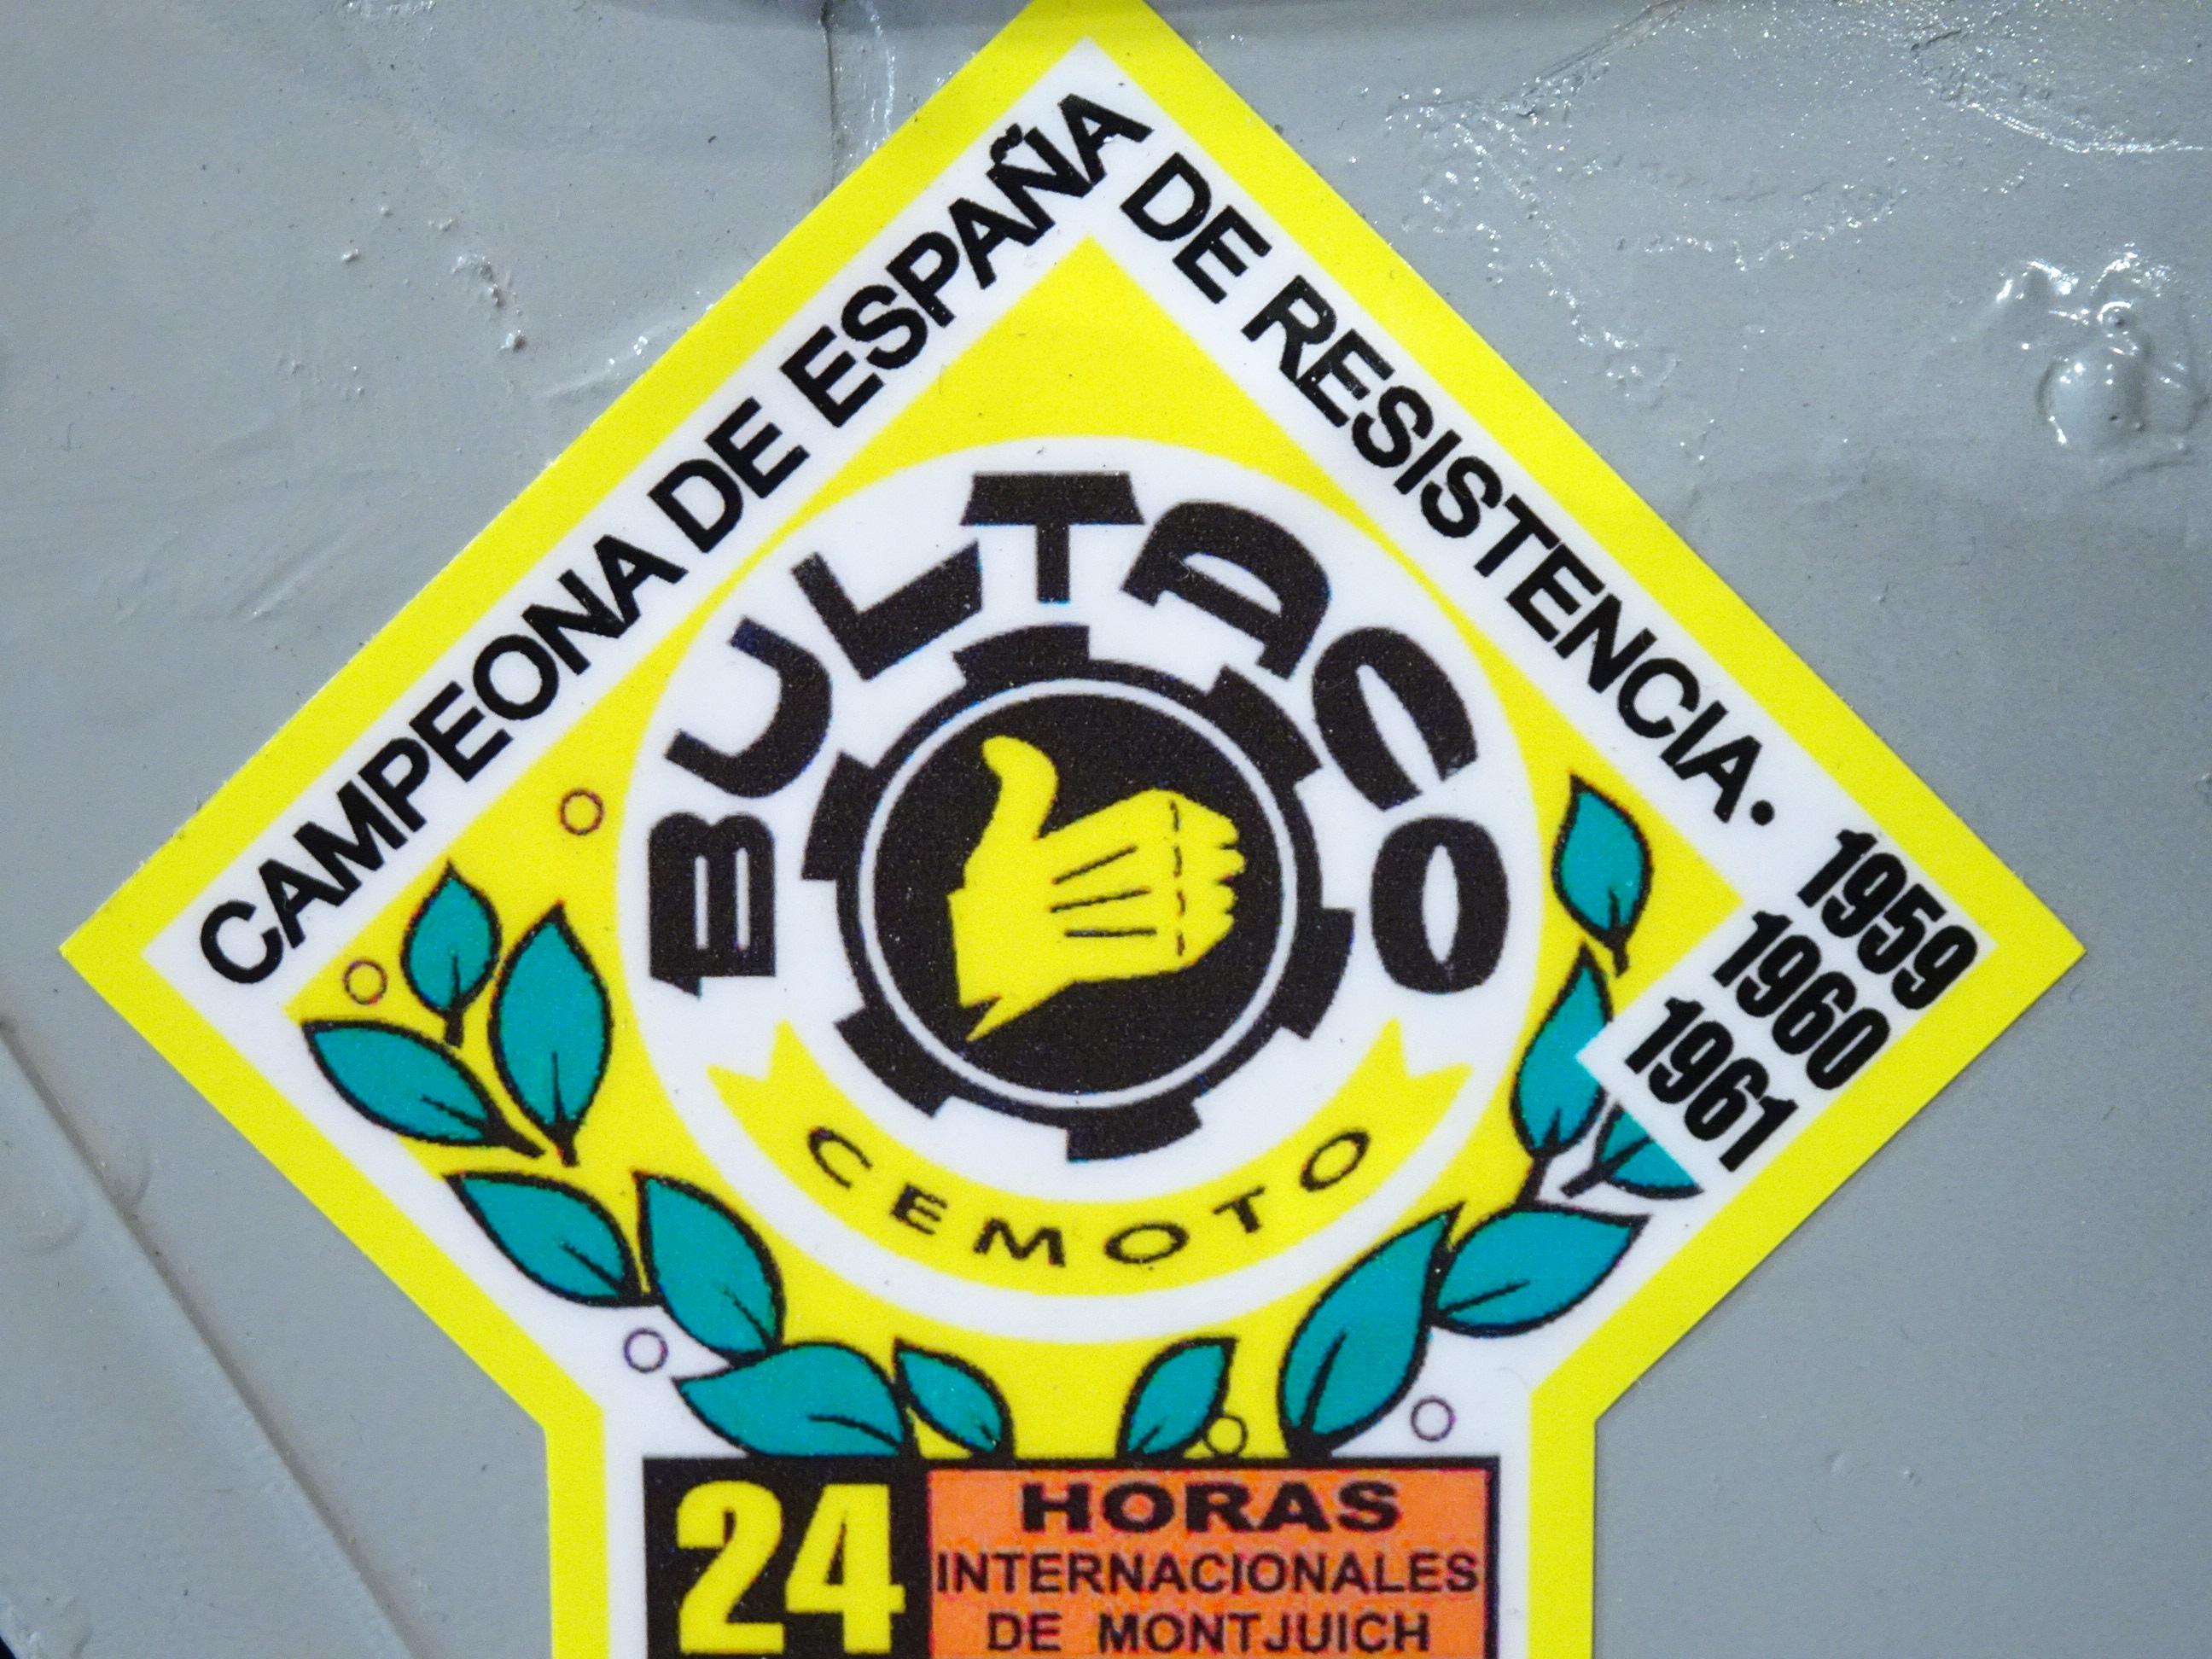 CAMPEONA DE ESPAÑA
DE RESISTENCIA.
1959
1960
1961
BULTACO
CEMOTO
24
HORAS
INTERNACIONALES
DE MONTJUICH